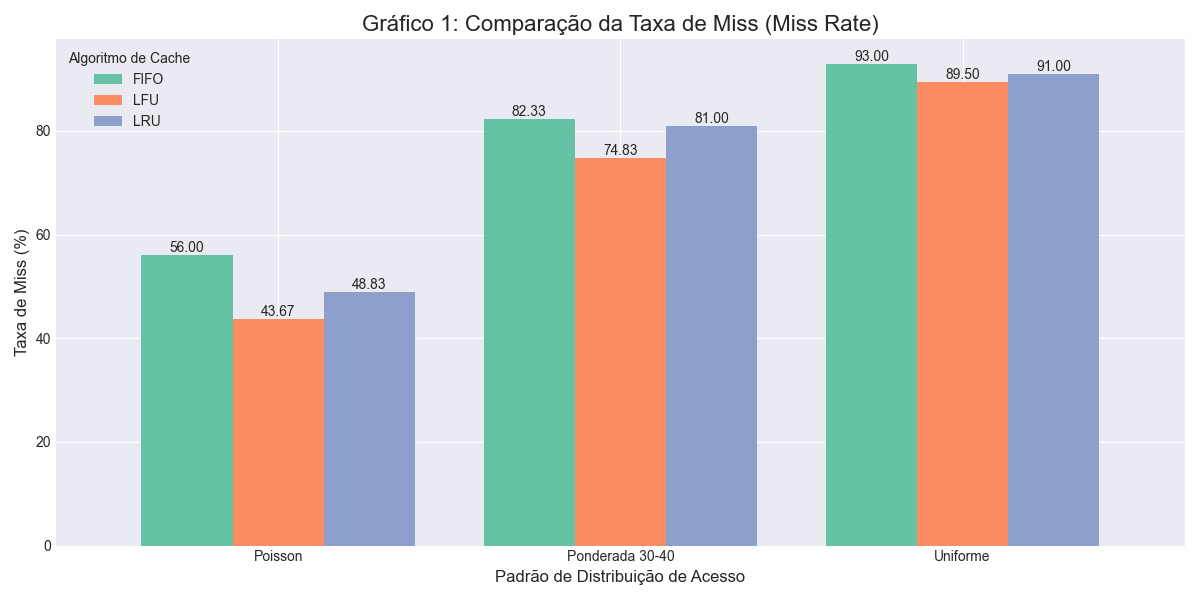 Gráfico 1: Comparação da Taxa de Miss (Miss Rate)
Algoritmo de Cache
FIFO
LFU
LRU
Taxa de Miss (%)
80
60
40
20
0
56.00
43.67
48.83
82.33
74.83
81.00
93.00
89.50
91.00
Poisson
Ponderada 30-40
Uniforme
Padrão de Distribuição de Acesso